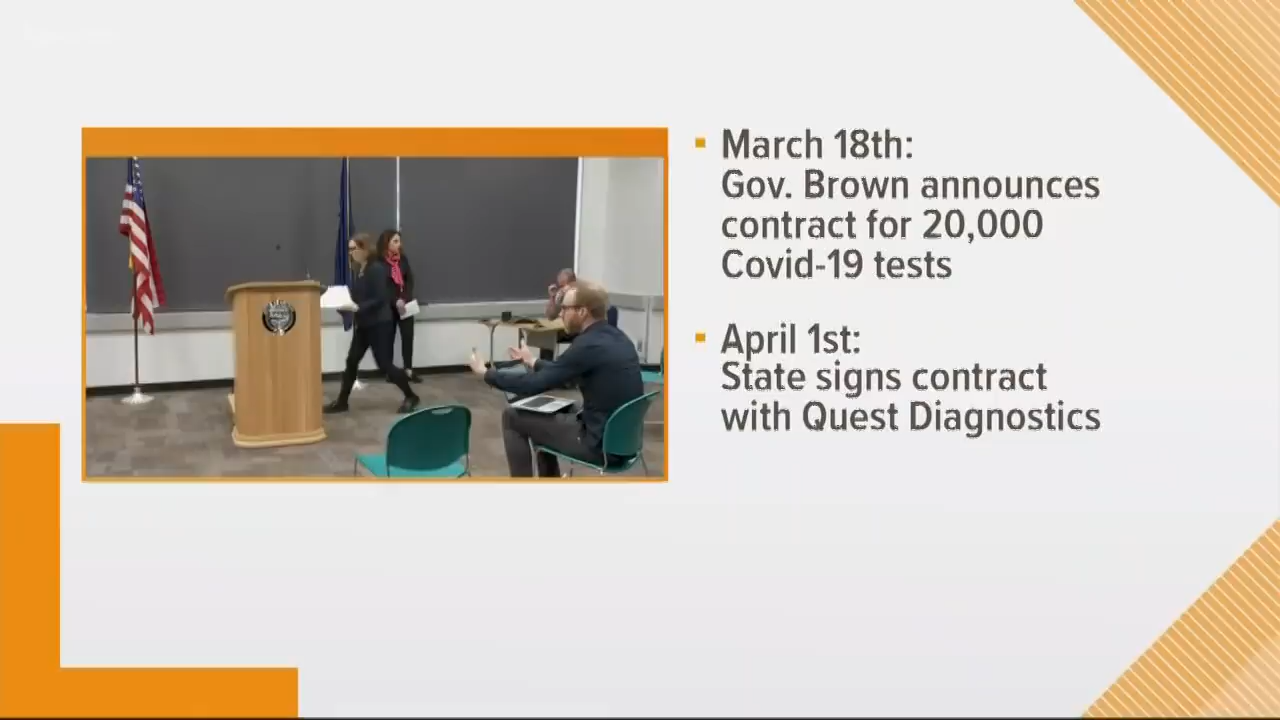 March 18th:
Gov. Brown announces
contract for 20,000
Covid-19 tests
April 1st:
State signs contract
with Quest Diagnostics